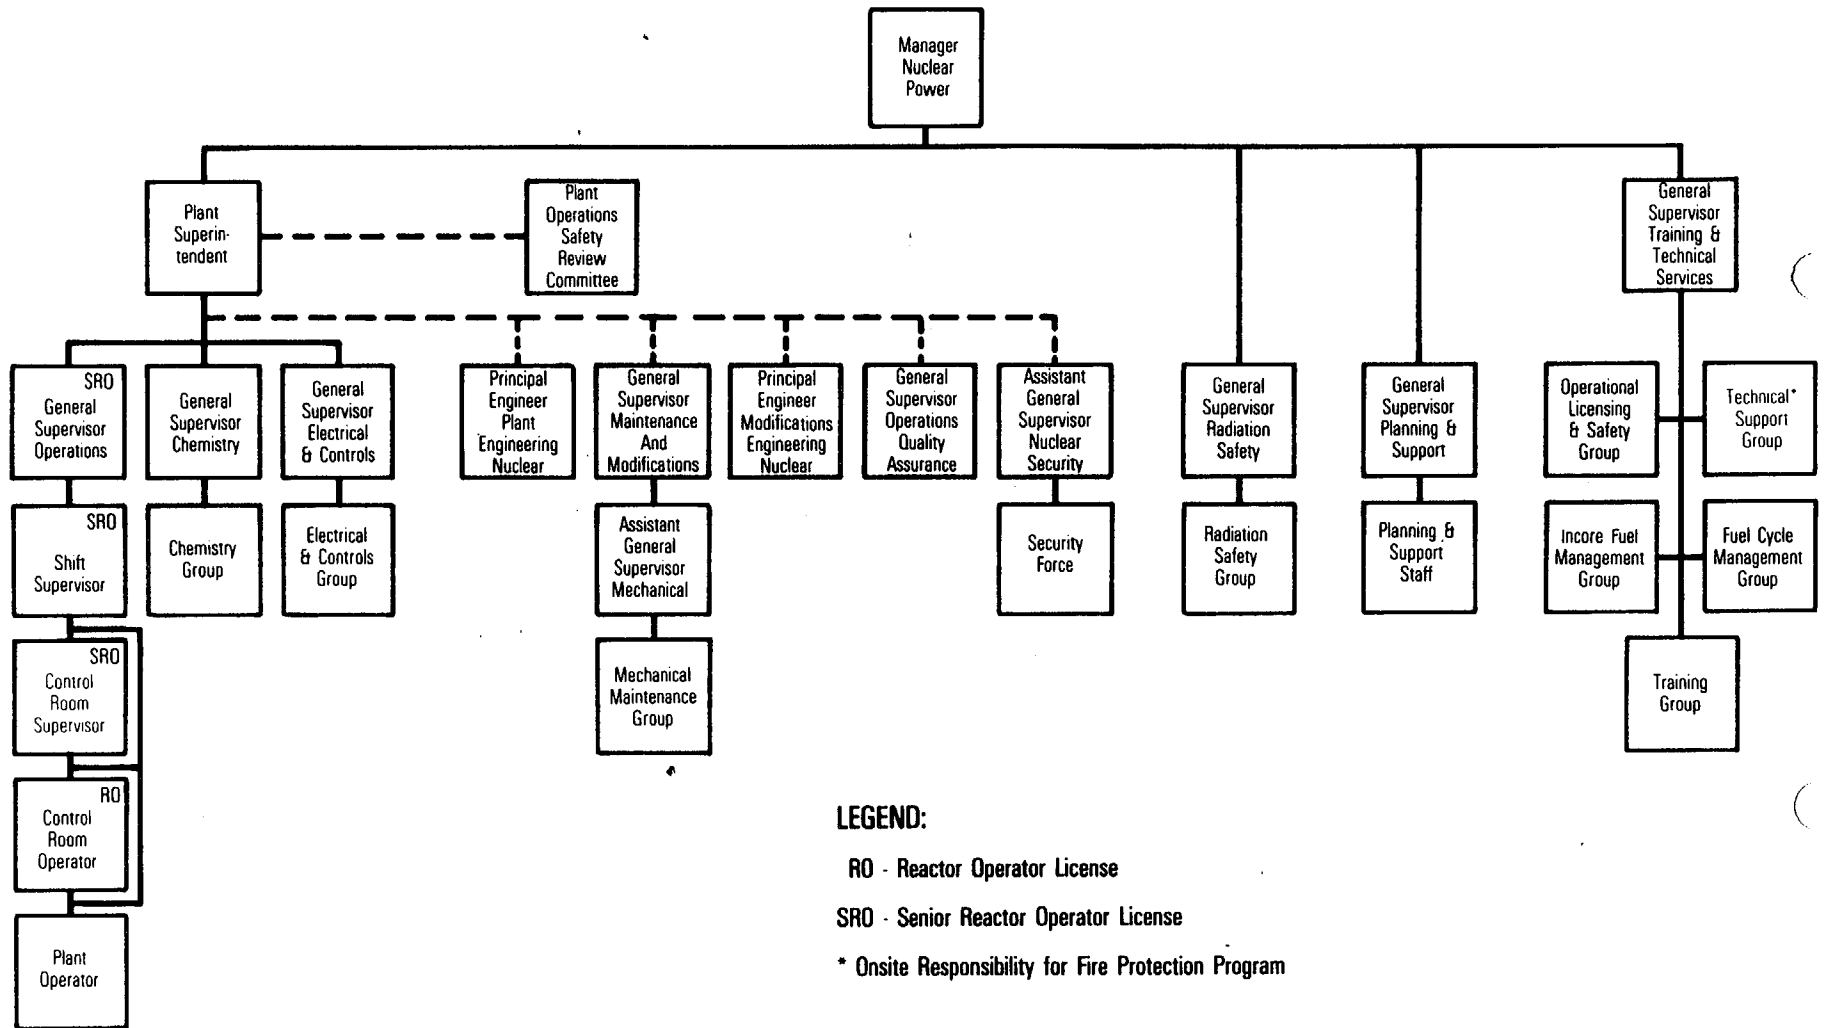 Manager
Nuclear
Power
Plant
Superin-
tendent
Plant
Operations
Safety
Review
Committee
General
Supervisor
Training &
Technical
Services
SRO
General
Supervisor
Operations
General
Supervisor
Chemistry
General
Supervisor
Electrical
& Controls
Principal
Engineer
Plant
Engineering
Nuclear
General
Supervisor
Maintenance
And
Modifications
Principal
Engineer
Modifications
Engineering
Nuclear
General
Supervisor
Operations
Quality
Assurance
Assistant
General
Supervisor
Nuclear
Security
General
Supervisor
Radiation
Safety
General
Supervisor
Planning &
Support
Operational
Licensing
& Safety
Group
Technical*
Support
Group
SRO
Shift
Supervisor
Chemistry
Group
Electrical
& Controls
Group
Assistant
General
Supervisor
Mechanical
Security
Force
Radiation
Safety
Group
Planning &
Support
Staff
Incore Fuel
Management
Group
Fuel Cycle
Management
Group
SRO
Control
Room
Supervisor
Mechanical
Maintenance
Group
Training
Group
RO
Control
Room
Operator
Plant
Operator
LEGEND:
RO - Reactor Operator License
SRO - Senior Reactor Operator License
* Onsite Responsibility for Fire Protection Program